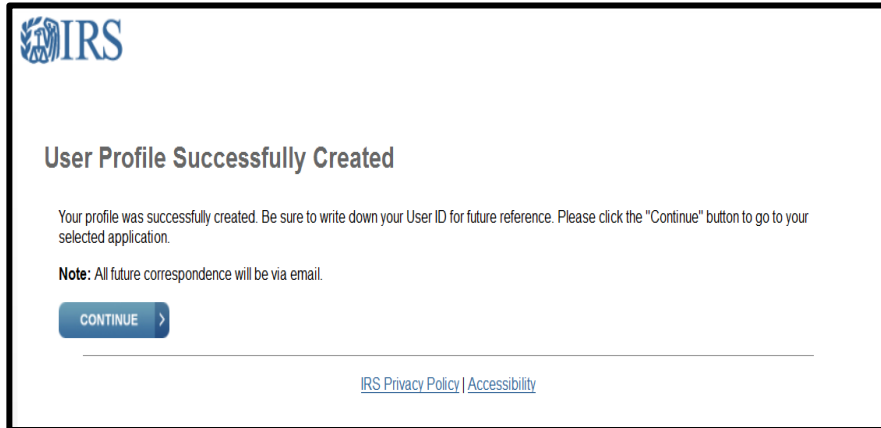 IRS
User Profile Successfully Created
Your profile was successfully created. Be sure to write down your User ID for future reference. Please click the "Continue" button to go to your
selected application.
Note: All future correspondence will be via email.
CONTINUE >
IRS Privacy Policy | Accessibility